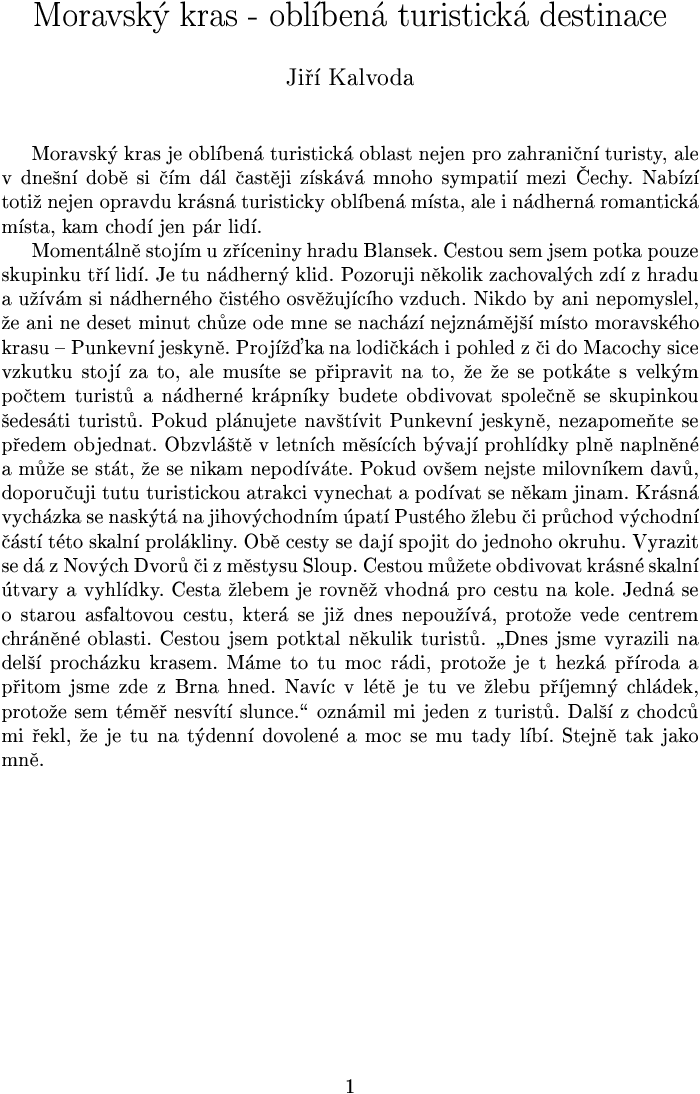 Moravský kras - oblíbená turistická destinace
Jiří Kalvoda
Moravský kras je oblíbená turistická oblast nejen pro zahraniční turisty, ale
v dnešní době si čím dál častěji získává mnoho sympatií mezi Čechy. Nabízí
totiž nejen opravdu krásná turisticky oblíbená místa, ale i nádherná romantická
místa, kam chodí jen pár lidí.
Momentálně stojím u zříceniny hradu Blansek. Cestou sem jsem potka pouze
skupinku tří lidí. Je tu nádherný klid. Pozoruji několik zachovalých zdí z hradu
a užívám si nádherného čistého osvěžujícího vzduch. Nikdo by ani nepomyslel,
že ani ne deset minut chůze ode mne se nachází nejznámější místo moravského
krasu – Punkevní jeskyně. Projížďka na lodičkách i pohled z či do Macochy sice
vzkutku stojí za to, ale musíte se připravit na to, že že se potkáte s velkým
počtem turistů a nádherné krápníky budete obdivovat společně se skupinkou
šedesáti turistů. Pokud plánujete navštívit Punkevní jeskyně, nezapomeňte se
předem objednat. Obzvláště v letních měsících bývají prohlídky plně naplněné
a může se stát, že se nikam nepodíváte. Pokud ovšem nejste milovníkem davů,
doporučuji tutu turistickou atrakci vynechat a podívat se někam jinam. Krásná
vycházka se naskýtá na jihovýchodním úpatí Pustého žlebu či průchod východní
částí této skalní prolákliny. Obě cesty se dají spojit do jednoho okruhu. Vyrazit
se dá z Nových Dvorů či z městysu Sloup. Cestou můžete obdivovat krásné skalní
útvary a vyhlídky. Cesta žlebem je rovněž vhodná pro cestu na kole. Jedná se
o starou asfaltovou cestu, která se již dnes nepoužívá, protože vede centrem
chráněné oblasti. Cestou jsem potktal někulik turistů. „Dnes jsme vyrazili na
delší procházku krasem. Máme to tu moc rádi, protože je t hezká příroda a
přitom jsme zde z Brna hned. Navíc v létě je tu ve žlebu příjemný chládek,
protože sem téměř nesvítí slunce.“ oznámil mi jeden z turistů. Další z chodců
mi řekl, že je tu na týdenní dovolené a moc se mu tady líbí. Stejně tak jako
mně.
1